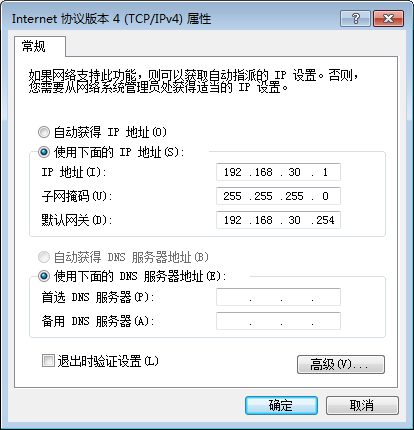 Internet 协议版本 4 (TCP/IPv4) 属性
常规
如果网络支持此功能，则可以获取自动指派的 IP 设置。否则，
您需要从网络系统管理员处获得适当的 IP 设置。
自动获得 IP 地址(O)
使用下面的 IP 地址(S):
IP 地址(I): 192 .168 . 30 . 1
子网掩码(U): 255 .255 .255 . 0
默认网关(D): 192 .168 . 30 .254
自动获得 DNS 服务器地址(B)
使用下面的 DNS 服务器地址(E):
首选 DNS 服务器(P): . . .
备用 DNS 服务器(A): . . .
退出时验证设置(L)
高级(V)...
确定
取消